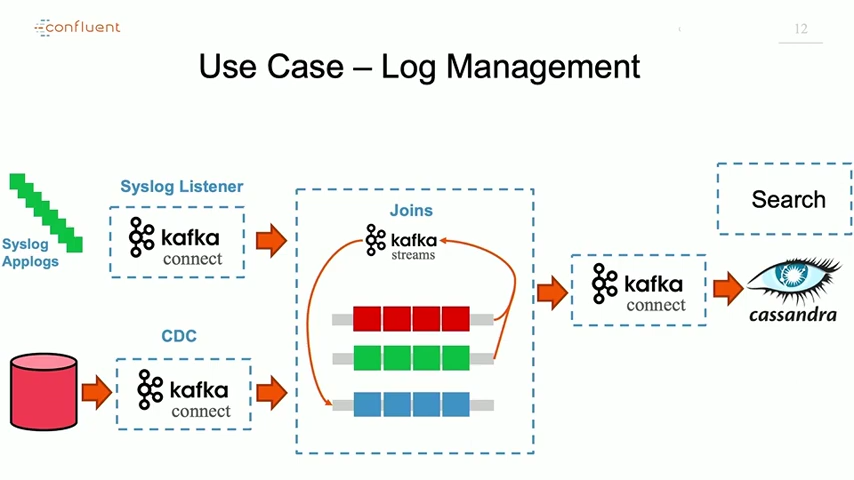 confluent
12
Use Case – Log Management
Syslog Listener
kafka
connect
Syslog
Applogs
CDC
kafka
connect
Joins
kafka
streams
kafka
connect
Search
cassandra